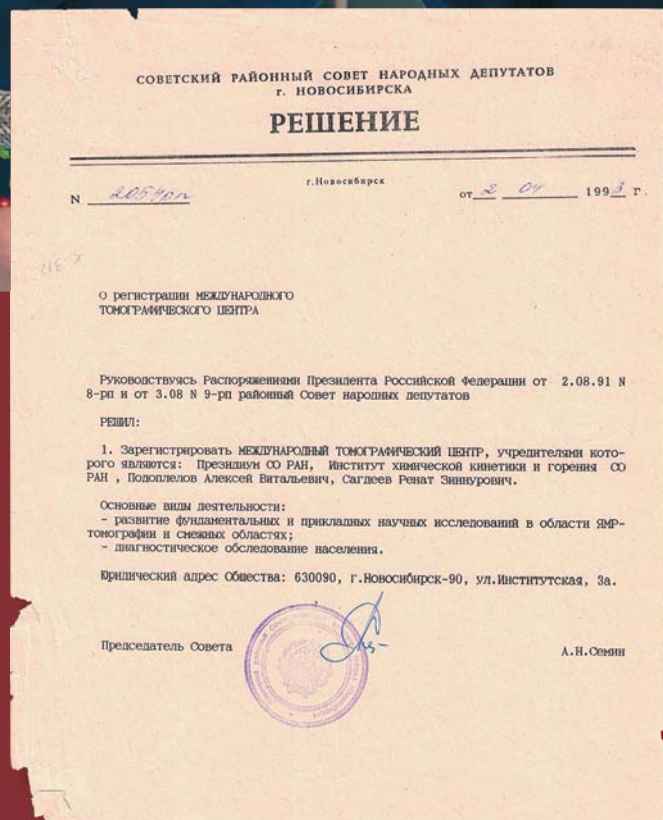 СОВЕТСКИЙ РАЙОННЫЙ СОВЕТ НАРОДНЫХ ДЕПУТАТОВ
г. НОВОСИБИРСКА
РЕШЕНИЕ
г.Новосибирск
N 2054рп от 2 04 1993 г.
К 312
О регистрации МЕЖДУНАРОДНОГО
ТОМОГРАФИЧЕСКОГО ЦЕНТРА
Руководствуясь Распоряжениями Президента Российской Федерации от 2.08.91 N
8-рп и от 3.08 N 9-рп районный Совет народных депутатов
РЕШИЛ:
1. Зарегистрировать МЕЖДУНАРОДНЫЙ ТОМОГРАФИЧЕСКИЙ ЦЕНТР, учредителями кото-
рого являются: Президиум СО РАН, Институт химической кинетики и горения СО
РАН , Подоплелов Алексей Витальевич, Сагдеев Ренат Зиннурович.
Основные виды деятельности:
- развитие фундаментальных и прикладных научных исследований в области ЯМР-
томографии и смежных областях;
- диагностическое обследование населения.
Юридический адрес Общества: 630090, г.Новосибирск-90, ул.Институтская, 3а.
Председатель Совета А.Н.Семин